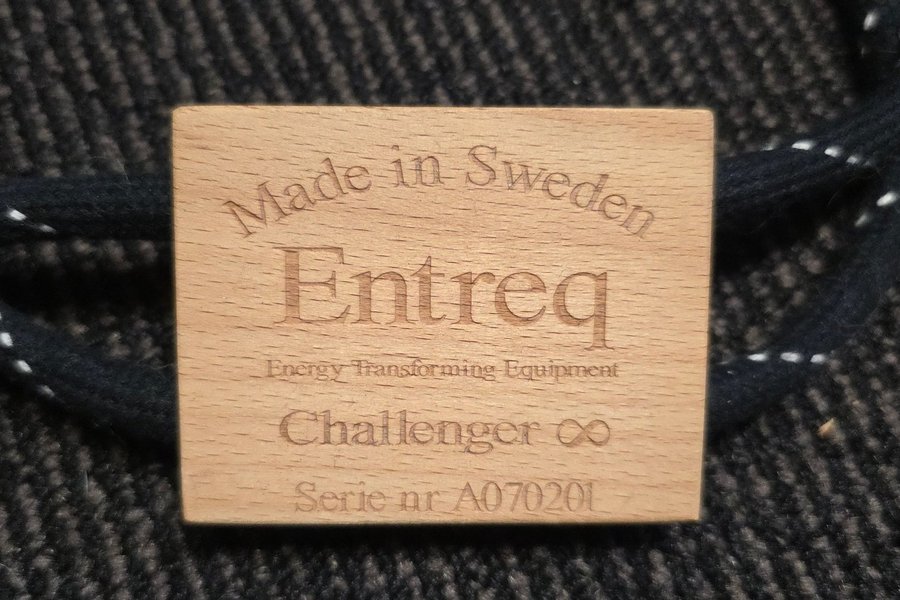 Made in Sweden
Entreq
Energy Transforming Equipment
Challenger ∞
Serie nr A070201